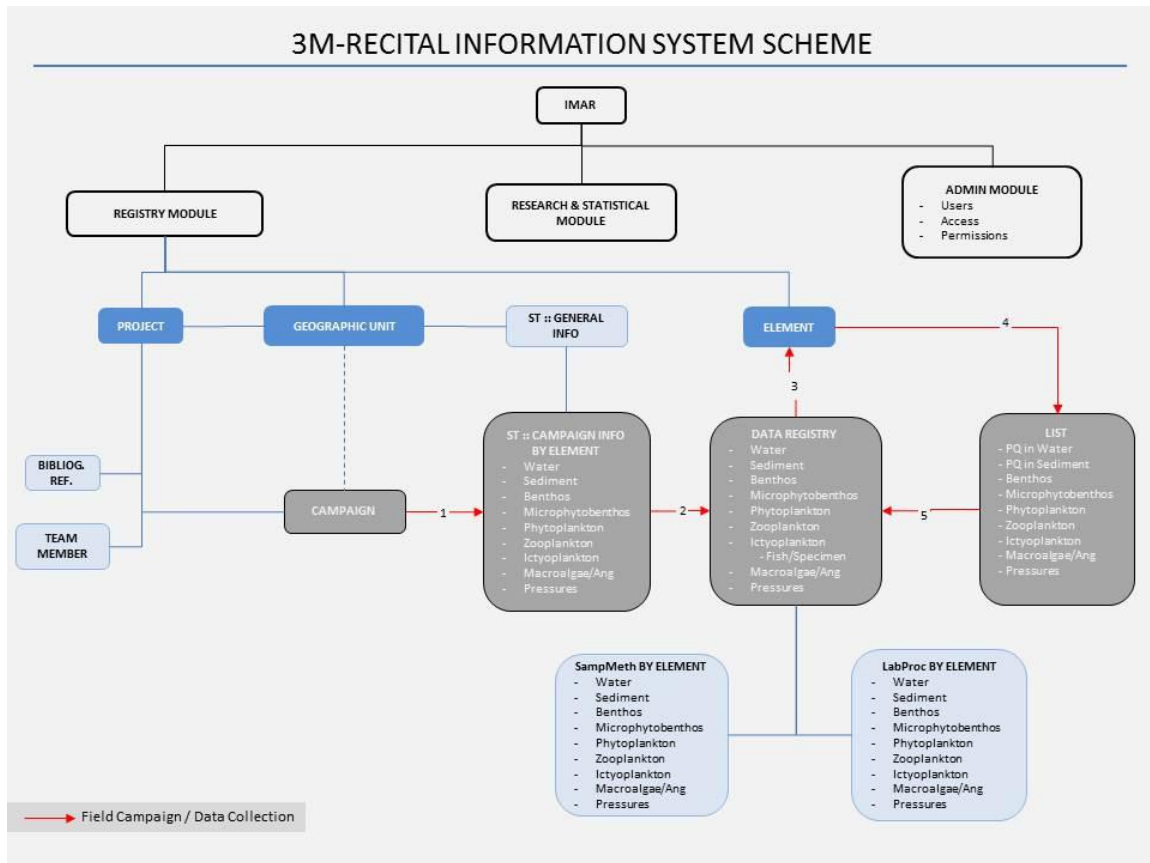 3M-RECITAL INFORMATION SYSTEM SCHEME
IMAR
REGISTRY MODULE
RESEARCH & STATISTICAL
MODULE
ADMIN MODULE
- Users
- Access
- Permissions
PROJECT
GEOGRAPHIC UNIT
ST :: GENERAL
INFO
ELEMENT
4
3
BIBLIOG.
REF.
TEAM
MEMBER
CAMPAIGN
1
ST :: CAMPAIGN INFO
BY ELEMENT
- Water
- Sediment
- Benthos
- Microphytobenthos
- Phytoplankton
- Zooplankton
- Ictyoplankton
- Macroalgae/Ang
- Pressures
2
DATA REGISTRY
- Water
- Sediment
- Benthos
- Microphytobenthos
- Phytoplankton
- Zooplankton
- Ictyoplankton
- Fish/Specimen
- Macroalgae/Ang
- Pressures
5
LIST
- PQ in Water
- PQ in Sediment
- Benthos
- Microphytobenthos
- Phytoplankton
- Zooplankton
- Ictyoplankton
- Macroalgae/Ang
- Pressures
SampMeth BY ELEMENT
- Water
- Sediment
- Benthos
- Microphytobenthos
- Phytoplankton
- Zooplankton
- Ictyoplankton
- Macroalgae/Ang
- Pressures
LabProc BY ELEMENT
- Water
- Sediment
- Benthos
- Microphytobenthos
- Phytoplankton
- Zooplankton
- Ictyoplankton
- Macroalgae/Ang
- Pressures
Field Campaign / Data Collection